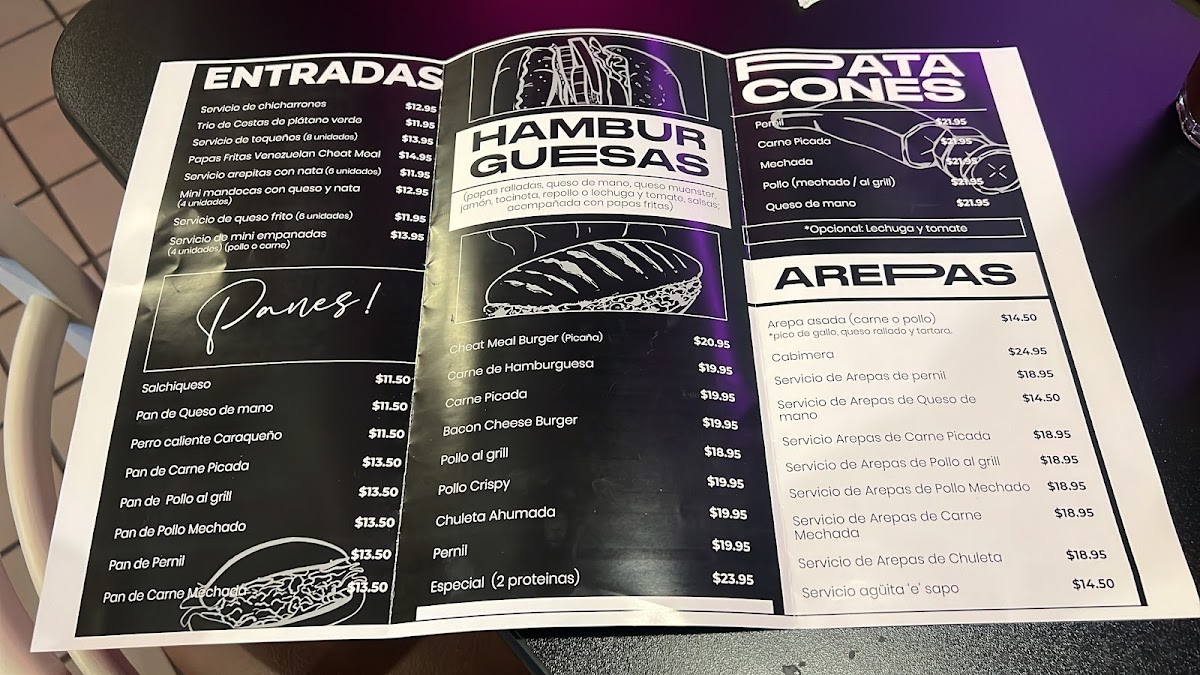 ENTRADAS
Servicio de chicharrones $12.95
Trio de Cestas de plátano verde $11.95
Servicio de tequeños (8 unidades) $13.95
Papas Fritas Venezuelan Cheat Meal $14.95
Servicio arepitas con nata (6 unidades) $11.95
Mini mandocas con queso y nata $12.95
(4 unidades)
Servicio de queso frito (6 unidades) $11.95
Servicio de mini empanadas $13.95
(4 unidades) (pollo o carne)
Panes!
Salchiqueso $11.50
Pan de Queso de mano $11.50
Perro caliente Caraqueño $11.50
Pan de Carne Picada $13.50
Pan de Pollo al grill $13.50
Pan de Pollo Mechado $13.50
Pan de Pernil $13.50
Pan de Carne Mechada $13.50
HAMBUR
GUESAS
(papas ralladas, queso de mano, queso muenster,
jamón, tocineta, repollo o lechuga y tomate, salsas;
acompañada con papas fritas)
Cheat Meal Burger (Picaña) $20.95
Carne de Hamburguesa $19.95
Carne Picada $19.95
Bacon Cheese Burger $19.95
Pollo al grill $18.95
Pollo Crispy $19.95
Chuleta Ahumada $19.95
Pernil $19.95
Especial (2 proteinas) $23.95
PATA
CONES
Pernil $21.95
Carne Picada $21.95
Mechada $21.95
Pollo (mechado / al grill) $21.95
Queso de mano $21.95
*Opcional: Lechuga y tomate
AREPAS
Arepa asada (carne o pollo) $14.50
*pico de gallo, queso rallado y tartara.
Cabimera $24.95
Servicio de Arepas de pernil $18.95
Servicio de Arepas de Queso de $14.50
mano
Servicio Arepas de Carne Picada $18.95
Servicio de Arepas de Pollo al grill $18.95
Servicio de Arepas de Pollo Mechado $18.95
Servicio de Arepas de Carne $18.95
Mechada
Servicio de Arepas de Chuleta $18.95
Servicio agüita 'e' sapo $14.50